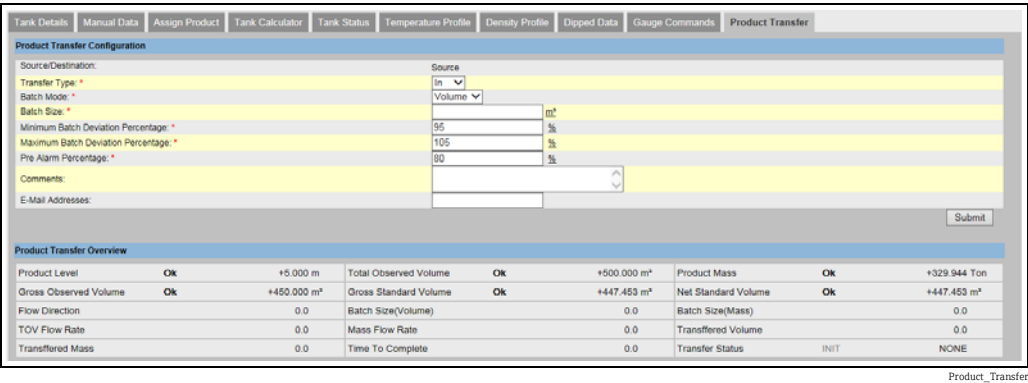 Tank Details Manual Data Assign Product Tank Calculator Tank Status Temperature Profile Density Profile Dipped Data Gauge Commands Product Transfer
Product Transfer Configuration
Source/Destination: Source
Transfer Type: * In
Batch Mode: * Volume
Batch Size: * m³
Minimum Batch Deviation Percentage: * 95 %
Maximum Batch Deviation Percentage: * 105 %
Pre Alarm Percentage: * 80 %
Comments:
E-Mail Addresses:
Submit
Product Transfer Overview
Product Level Ok +5.000 m Total Observed Volume Ok +500.000 m³ Product Mass Ok +329.944 Ton
Gross Observed Volume Ok +450.000 m³ Gross Standard Volume Ok +447.453 m³ Net Standard Volume Ok +447.453 m³
Flow Direction 0.0 Batch Size(Volume) 0.0 Batch Size(Mass) 0.0
TOV Flow Rate 0.0 Mass Flow Rate 0.0 Transffered Volume 0.0
Transffered Mass 0.0 Time To Complete 0.0 Transfer Status INIT NONE
Product_Transfer